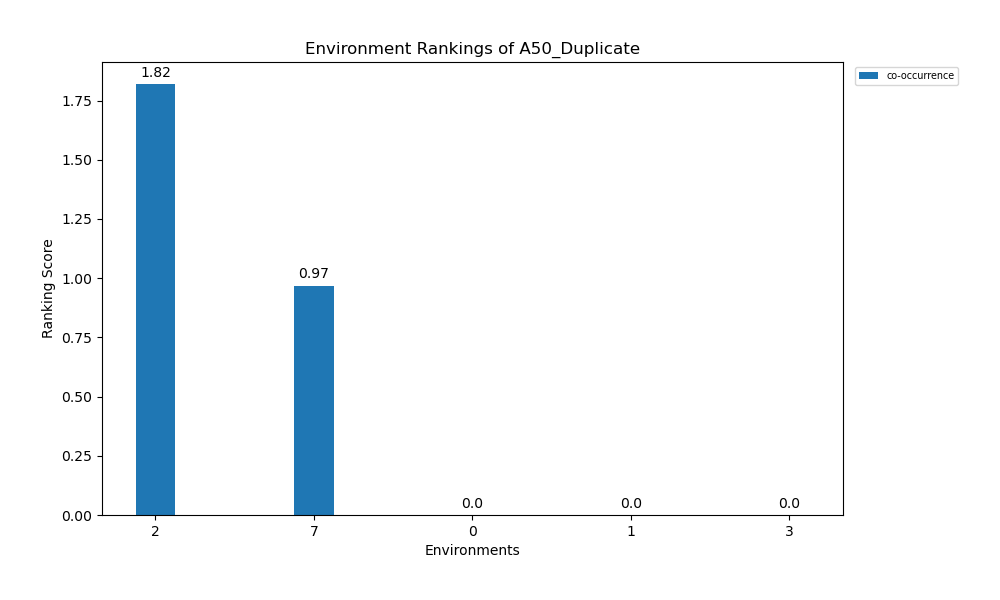 Environment Rankings of A50_Duplicate
co-occurrence
1.82
0.97
0.0
0.0
0.0
Ranking Score
1.75
1.50
1.25
1.00
0.75
0.50
0.25
0.00
2 7 0 1 3
Environments